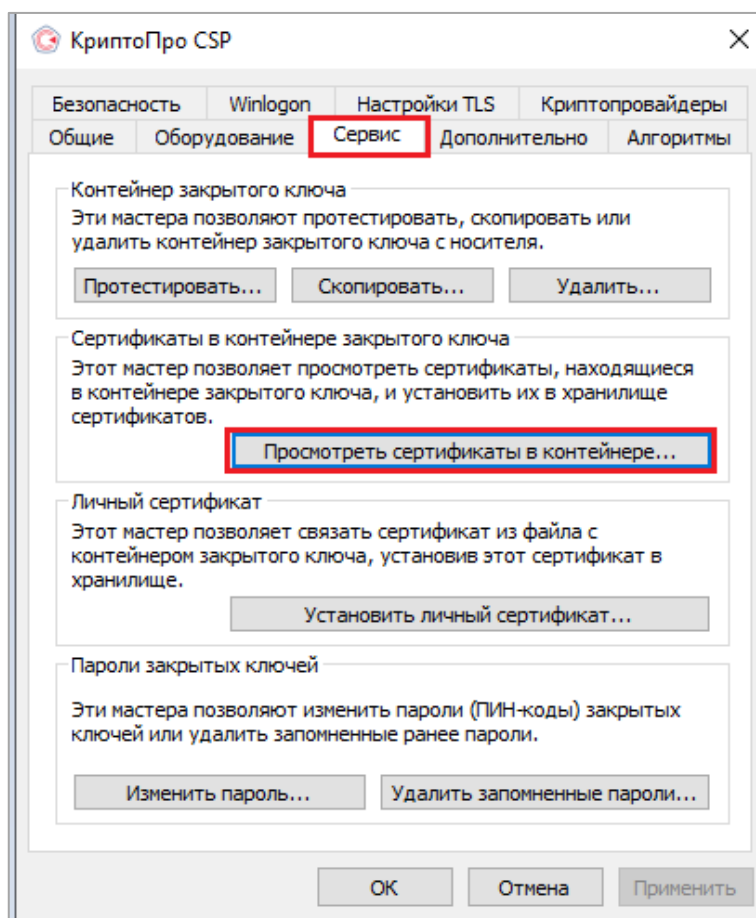 КриптоПро CSP
Безопасность Winlogon Настройки TLS Криптопровайдеры
Общие Оборудование Сервис Дополнительно Алгоритмы
Контейнер закрытого ключа
Эти мастера позволяют протестировать, скопировать или
удалить контейнер закрытого ключа с носителя.
Протестировать... Скопировать... Удалить...
Сертификаты в контейнере закрытого ключа
Этот мастер позволяет просмотреть сертификаты, находящиеся
в контейнере закрытого ключа, и установить их в хранилище
сертификатов.
Просмотреть сертификаты в контейнере...
Личный сертификат
Этот мастер позволяет связать сертификат из файла с
контейнером закрытого ключа, установив этот сертификат в
хранилище.
Установить личный сертификат...
Пароли закрытых ключей
Эти мастера позволяют изменить пароли (ПИН-коды) закрытых
ключей или удалить запомненные ранее пароли.
Изменить пароль... Удалить запомненные пароли...
ОК Отмена Применить